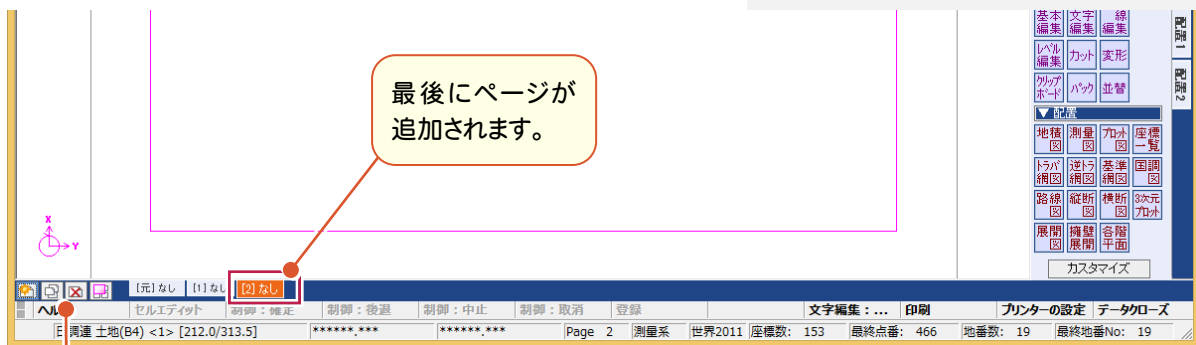 基本編集
文字編集
線編集
配置1
レベル編集
カット
変形
クリップボード
パック
並替
配置2
▼ 配置
地積図
測量図
プロット図
座標一覧
トラバ網図
逆トラ網図
基準網図
国調図
路線図
縦断図
横断図
3次元プロット
展開図
擁壁展開
各階平面
カスタマイズ
最後にページが
追加されます。
X
Y
[元] なし
[1] なし
[2] なし
セルエディタット
制御：確定
制御：後退
制御：中止
制御：取消
登録
文字編集：...
印刷
プリンターの設定
データクローズ
調連 土地(B4) <1> [212.0/313.5]
******.***
******.***
Page 2
測量系
世界2011
座標数: 153
最終点番: 466
地番数: 19
最終地番No: 19